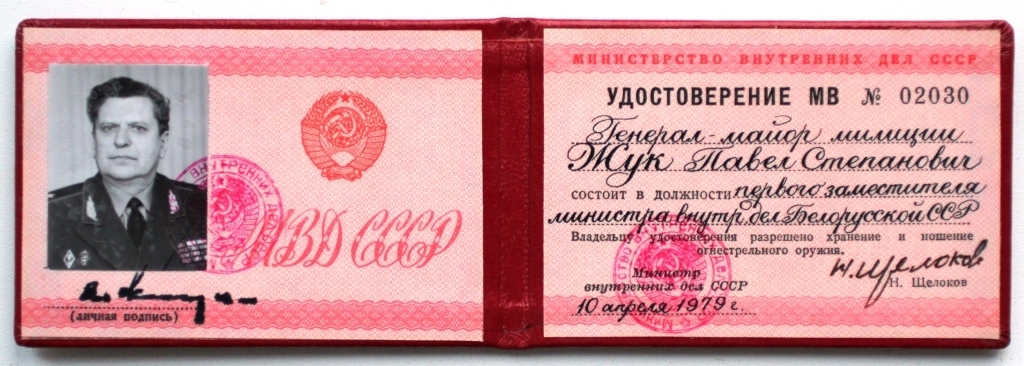 МВД СССР
(личная подпись)
МИНИСТЕРСТВО ВНУТРЕННИХ ДЕЛ СССР
УДОСТОВЕРЕНИЕ МВ № 02030
Генерал-майор милиции
Жук Павел Степанович
состоит в должности первого заместителя
министра внутр. дел Белорусской ССР
Владельцу удостоверения разрешено хранение и ношение
огнестрельного оружия.
Министр
внутренних дел СССР
Н. Щелоков
Н. Щелоков
10 апреля 1979 г.